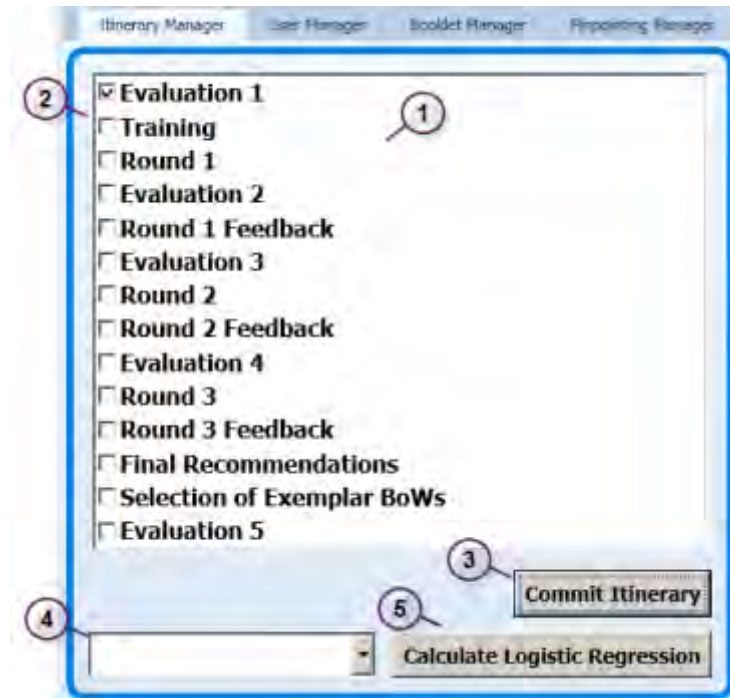 Itinerary Manager User Manager Booklet Manager Pinpointing Manager
2 Evaluation 1 1
Training
Round 1
Evaluation 2
Round 1 Feedback
Evaluation 3
Round 2
Round 2 Feedback
Evaluation 4
Round 3
Round 3 Feedback
Final Recommendations
Selection of Exemplar BoWs
Evaluation 5
3
Commit Itinerary
4 5
Calculate Logistic Regression